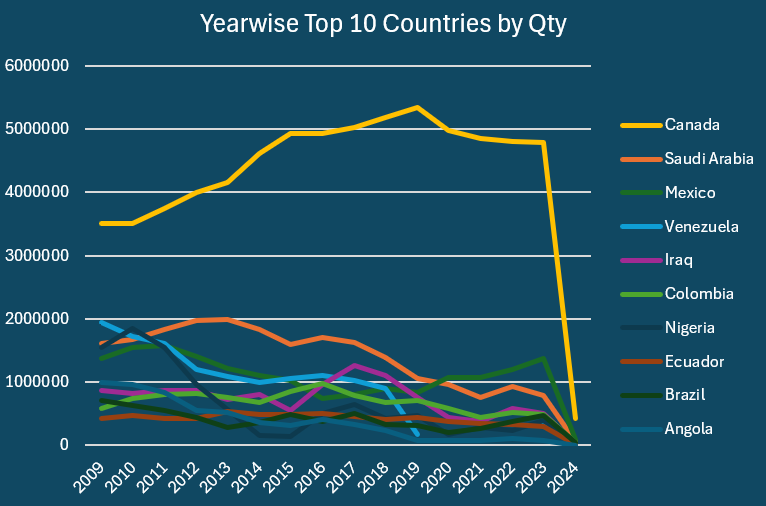 Yearwise Top 10 Countries by Qty
6000000
5000000
4000000
3000000
2000000
1000000
0
2009 2010 2011 2012 2013 2014 2015 2016 2017 2018 2019 2020 2021 2022 2023 2024
Canada
Saudi Arabia
Mexico
Venezuela
Iraq
Colombia
Nigeria
Ecuador
Brazil
Angola